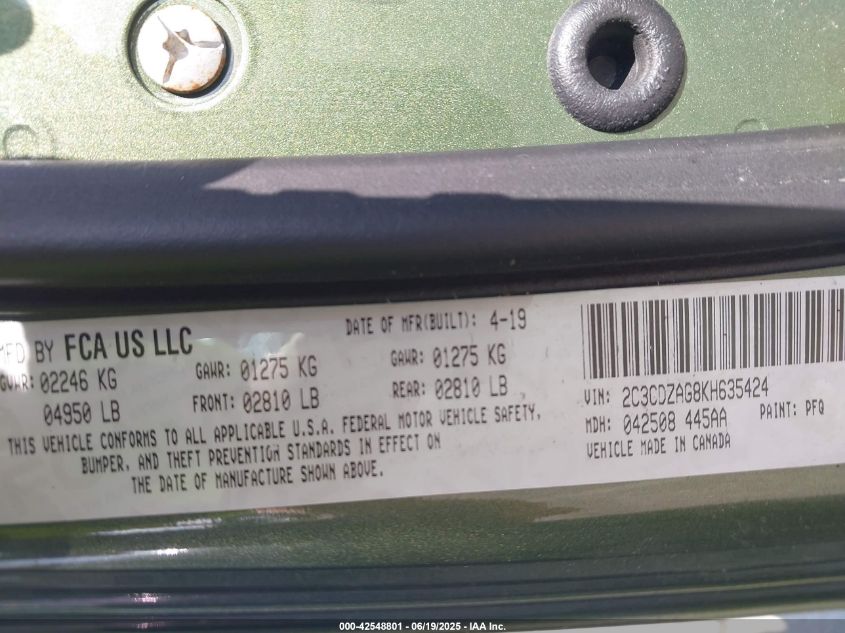 MFD BY FCA US LLC DATE OF MFR(BUILT): 4-19
GVWR: 02246 KG GAWR: 01275 KG GAWR: 01275 KG
04950 LB FRONT: 02810 LB REAR: 02810 LB
THIS VEHICLE CONFORMS TO ALL APPLICABLE U.S.A. FEDERAL MOTOR VEHICLE SAFETY,
BUMPER, AND THEFT PREVENTION STANDARDS IN EFFECT ON
THE DATE OF MANUFACTURE SHOWN ABOVE.
VIN: 2C3CDZAG8KH635424
MDH: 042508 445AA PAINT: PFQ
VEHICLE MADE IN CANADA
000-42548801 - 06/19/2025 - IAA Inc.